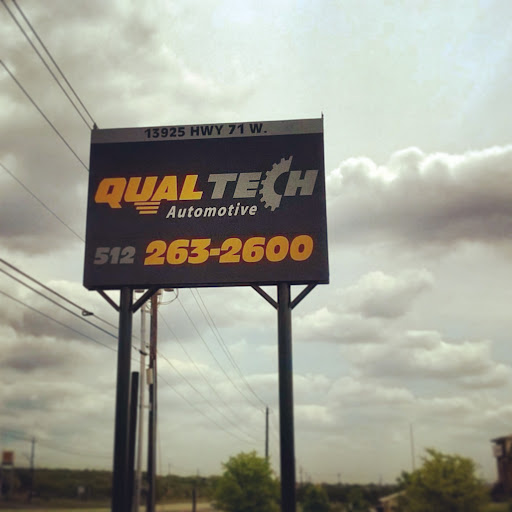 13925 HWY 71 W.
QUALTECH
Automotive
512 263-2600